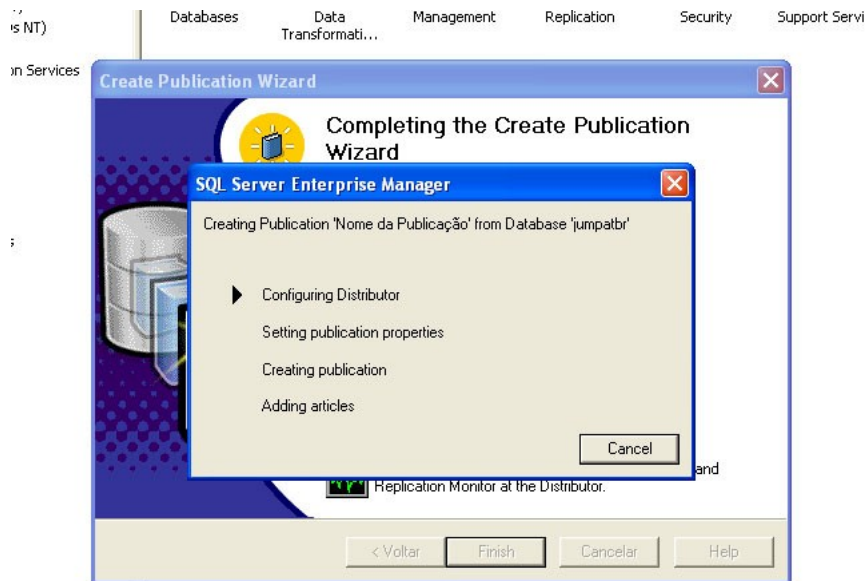 Databases
Data
Transformati...
Management
Replication
Security
Support Servi
s NT)
on Services
Create Publication Wizard
Completing the Create Publication
Wizard
SQL Server Enterprise Manager
Creating Publication 'Nome da Publicação' from Database 'jumpatbr'
Configuring Distributor
Setting publication properties
Creating publication
Adding articles
Cancel
and
Replication Monitor at the Distributor.
< Voltar
Finish
Cancelar
Help